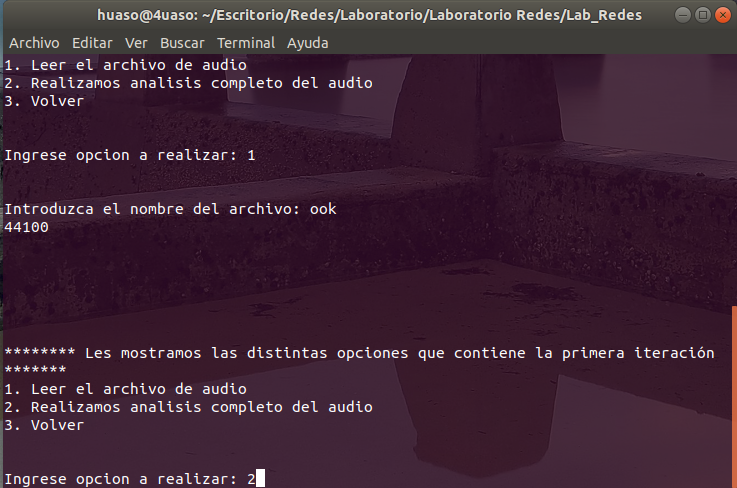 huaso@4uaso: ~/Escritorio/Redes/Laboratorio/Laboratorio Redes/Lab_Redes
Archivo Editar Ver Buscar Terminal Ayuda
1. Leer el archivo de audio
2. Realizamos analisis completo del audio
3. Volver
Ingrese opcion a realizar: 1
Introduzca el nombre del archivo: ook
44100
******** Les mostramos las distintas opciones que contiene la primera iteración
*******
1. Leer el archivo de audio
2. Realizamos analisis completo del audio
3. Volver
Ingrese opcion a realizar: 2